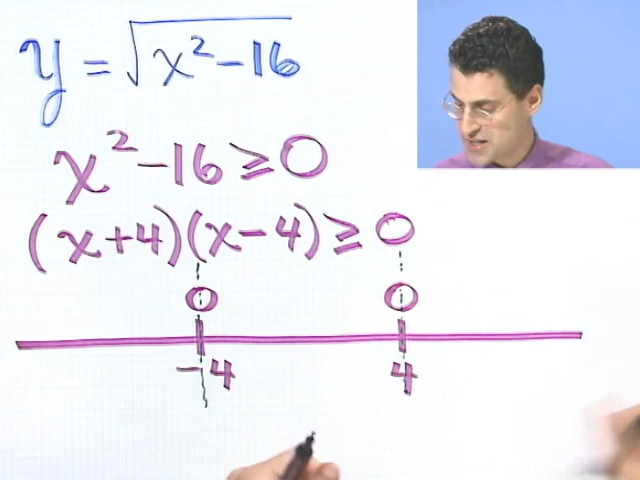 y = √x² - 16
x² - 16 ≥ 0
(x + 4)(x - 4) ≥ 0
0 0
-4 4